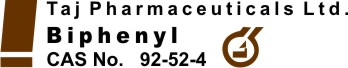 Taj Pharmaceuticals Ltd.
Biphenyl
CAS No. 92-52-4